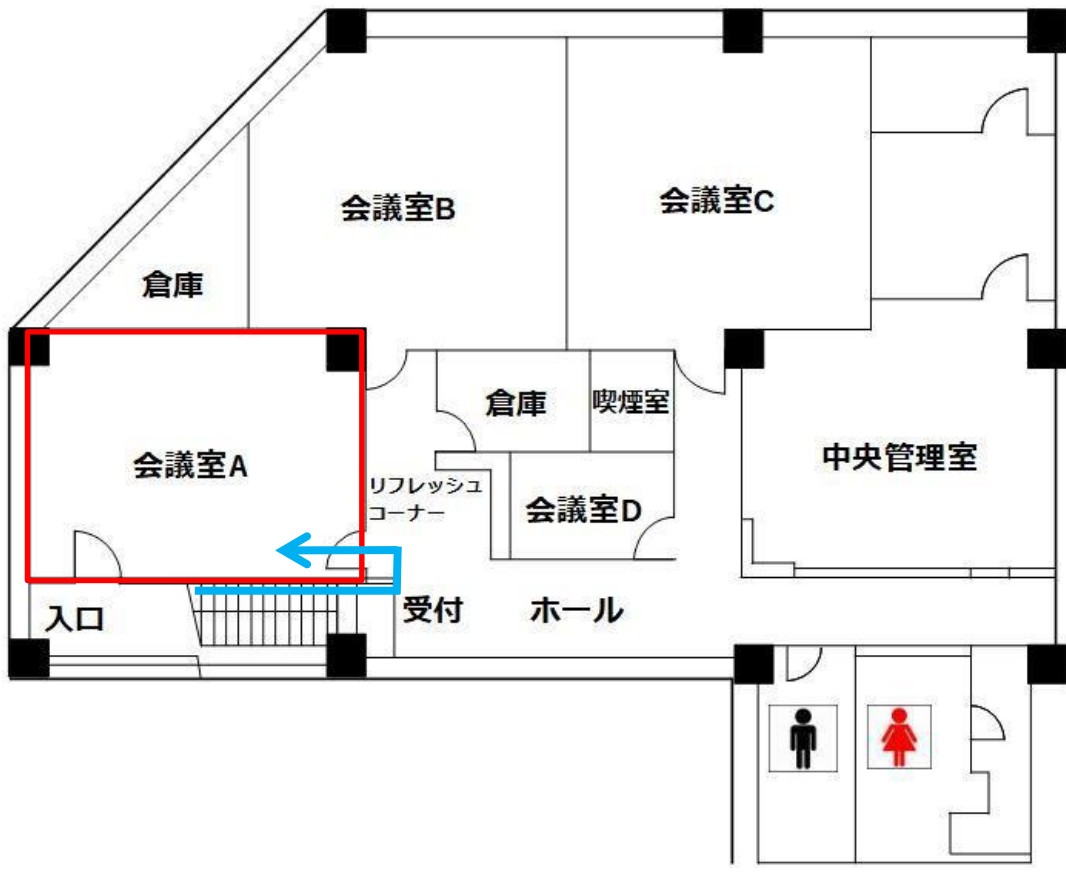 会議室B
会議室C
倉庫
倉庫
喫煙室
会議室A
中央管理室
リフレッシュ
コーナー
会議室D
入口
受付
ホール